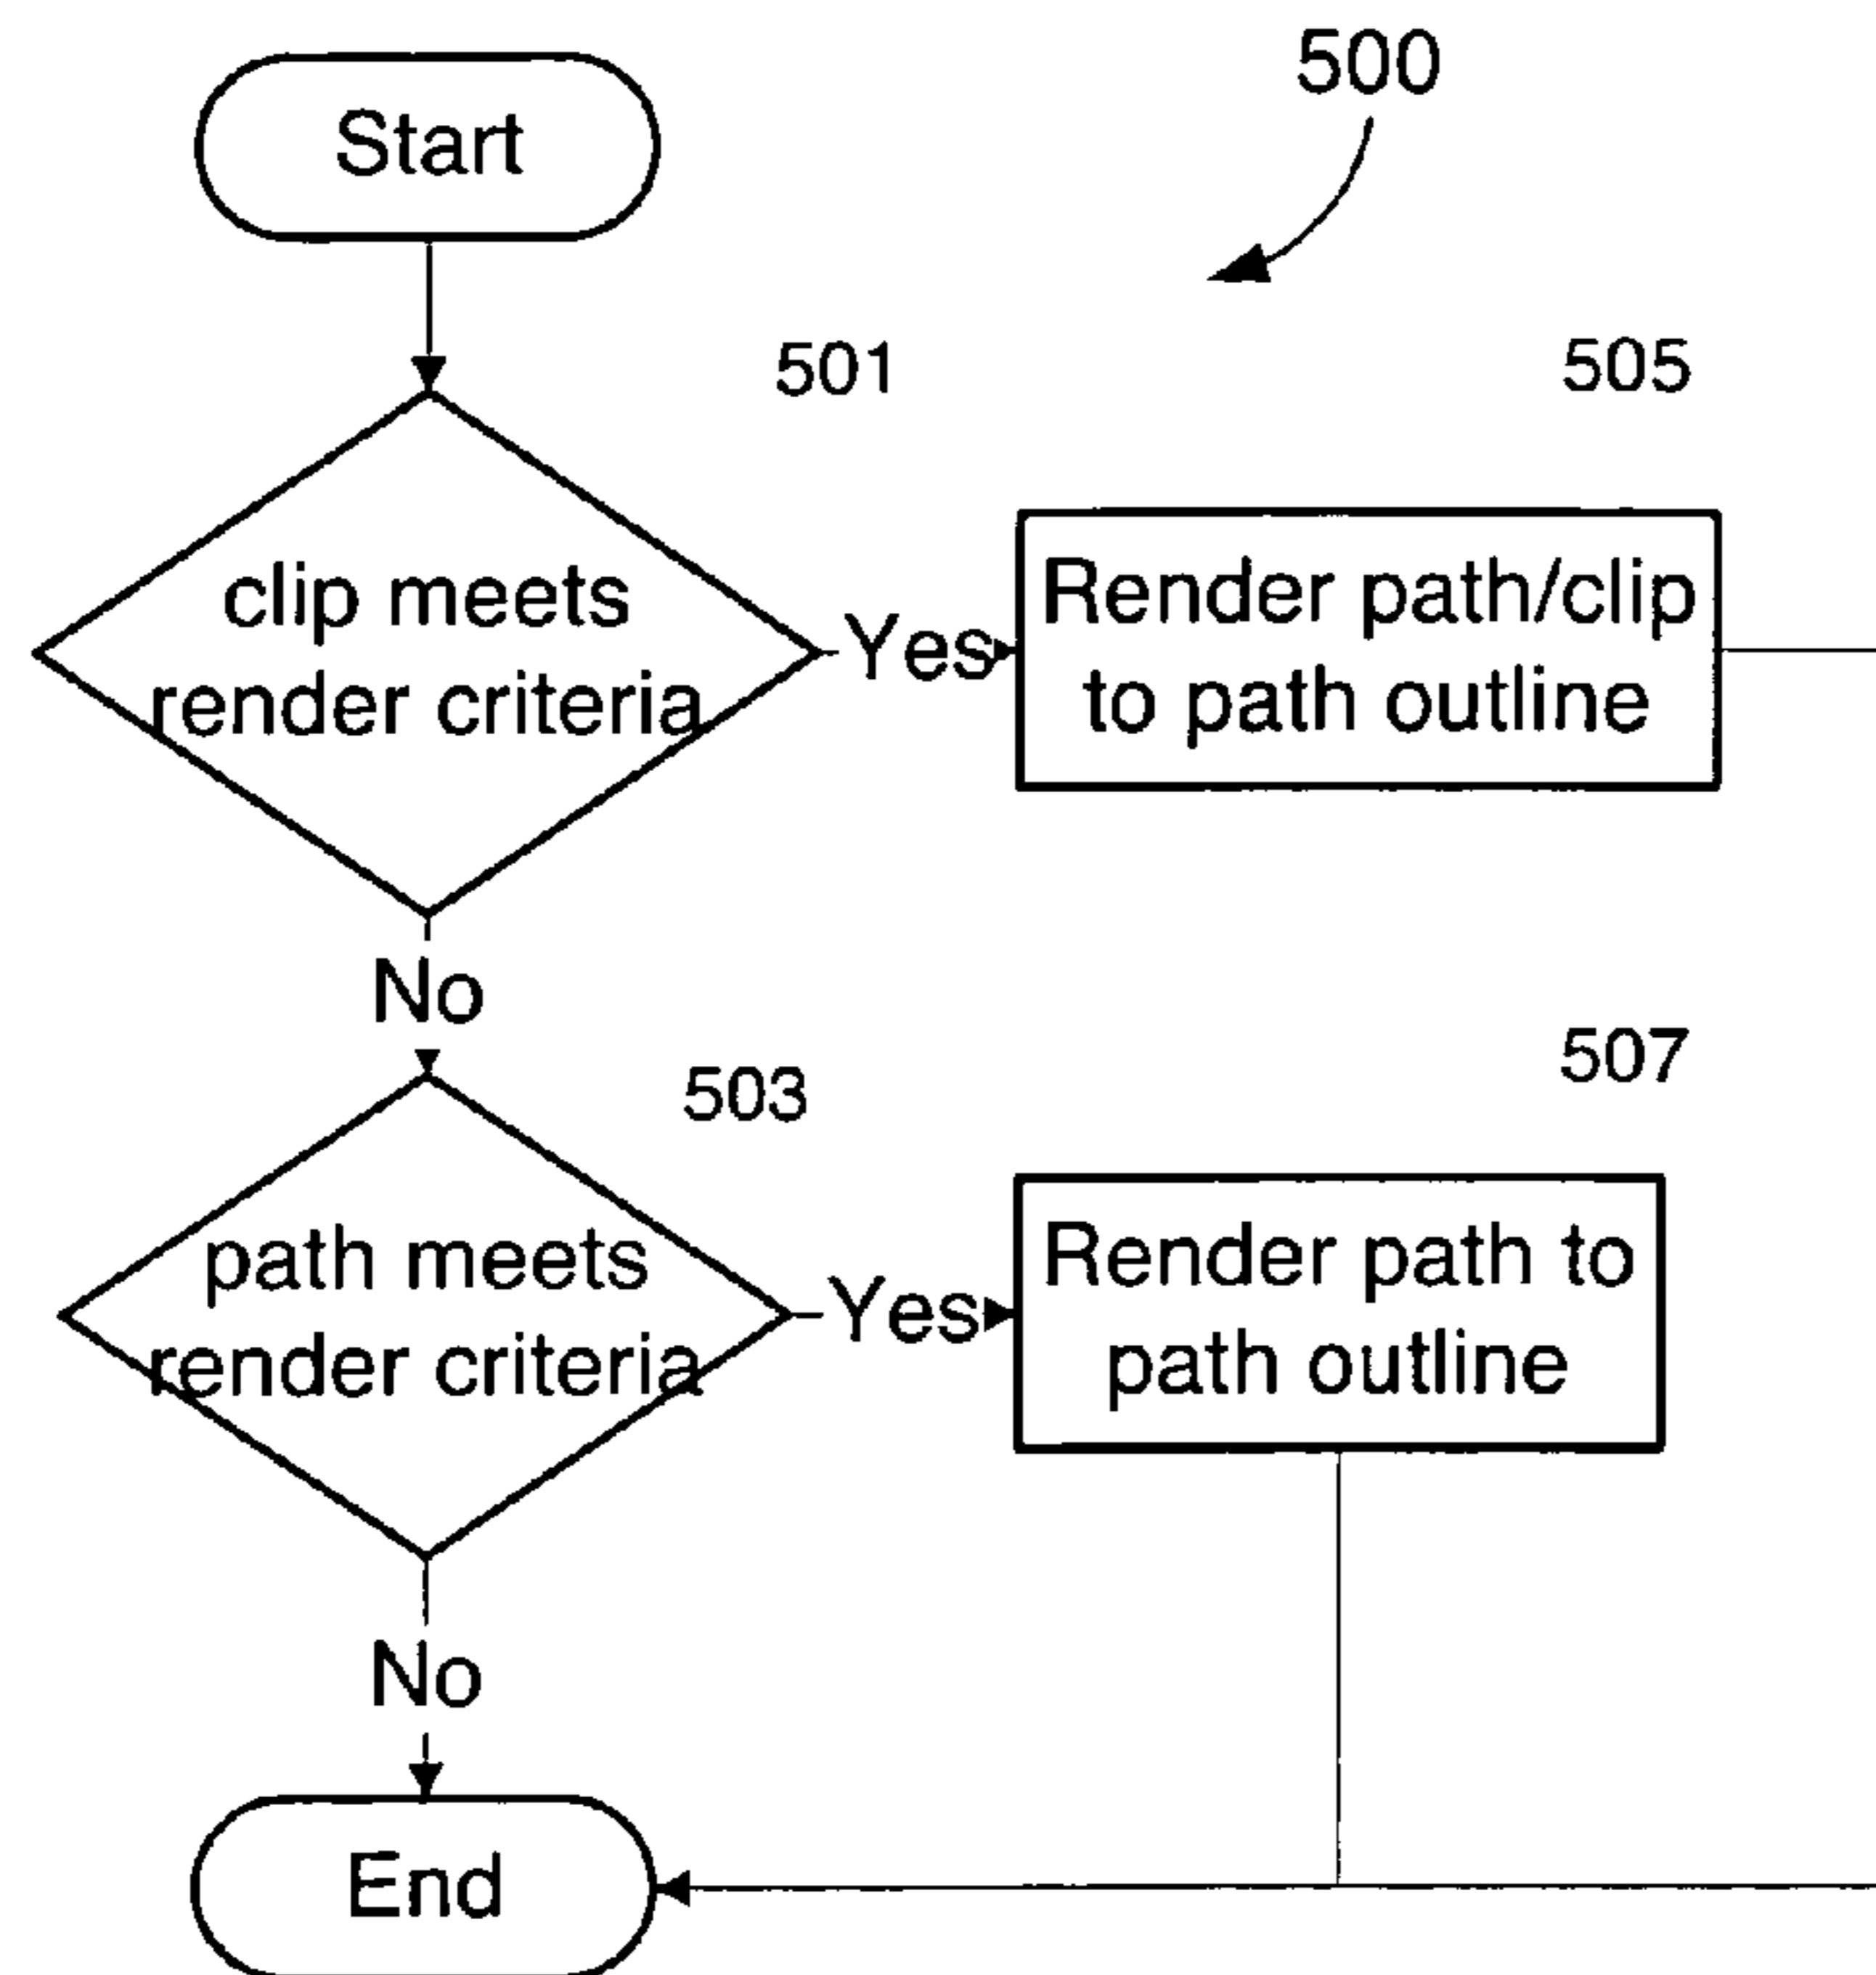 500
Start
501
505
clip meets
render criteria
Yes
Render path/clip
to path outline
No
503
507
path meets
render criteria
Yes
Render path to
path outline
No
End